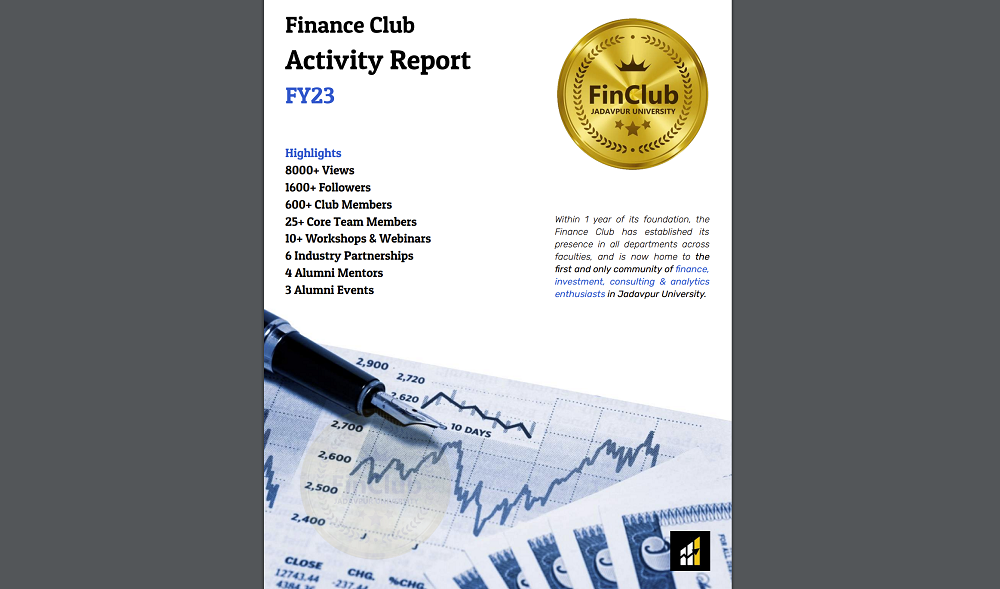 Finance Club
Activity Report
FY23
FinClub
JADAVPUR UNIVERSITY
Highlights
8000+ Views
1600+ Followers
600+ Club Members
25+ Core Team Members
10+ Workshops & Webinars
6 Industry Partnerships
4 Alumni Mentors
3 Alumni Events
Within 1 year of its foundation, the
Finance Club has established its
presence in all departments across
faculties, and is now home to the
first and only community of finance,
investment, consulting & analytics
enthusiasts in Jadavpur University.
2,900
2,720
2,620
10 DAYS
2,700
2,600
2,500
2,400
FinClub
CLOSE
CHG.
%CHG.
12743.44
-237.44
4384.36